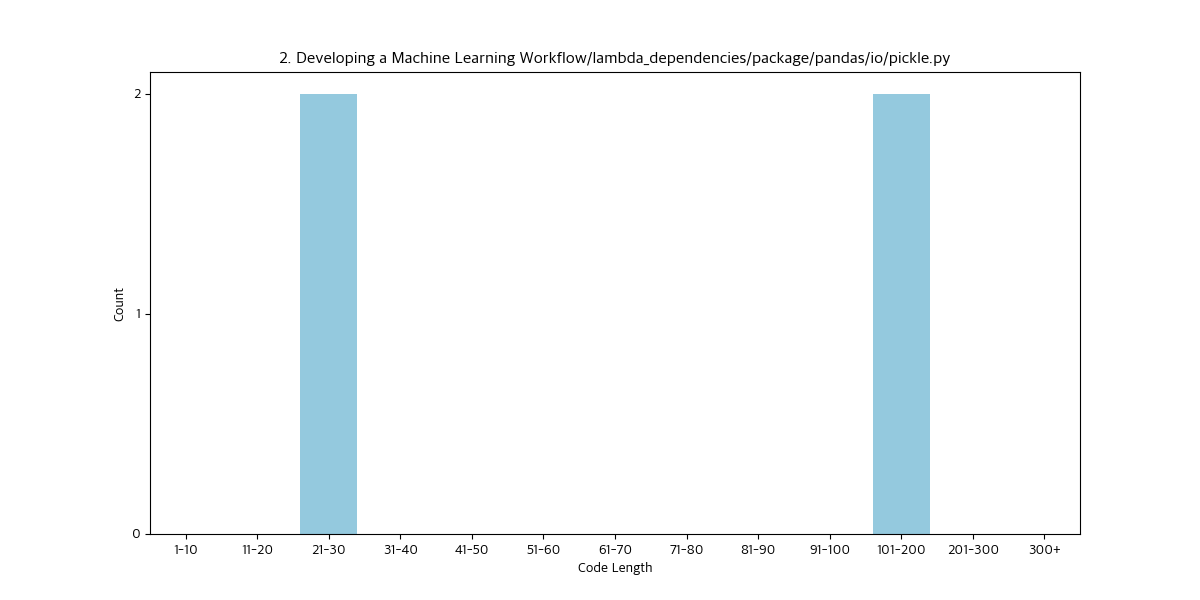 2. Developing a Machine Learning Workflow/lambda_dependencies/package/pandas/io/pickle.py
2
1
0
Count
1-10 11-20 21-30 31-40 41-50 51-60 61-70 71-80 81-90 91-100 101-200 201-300 300+
Code Length